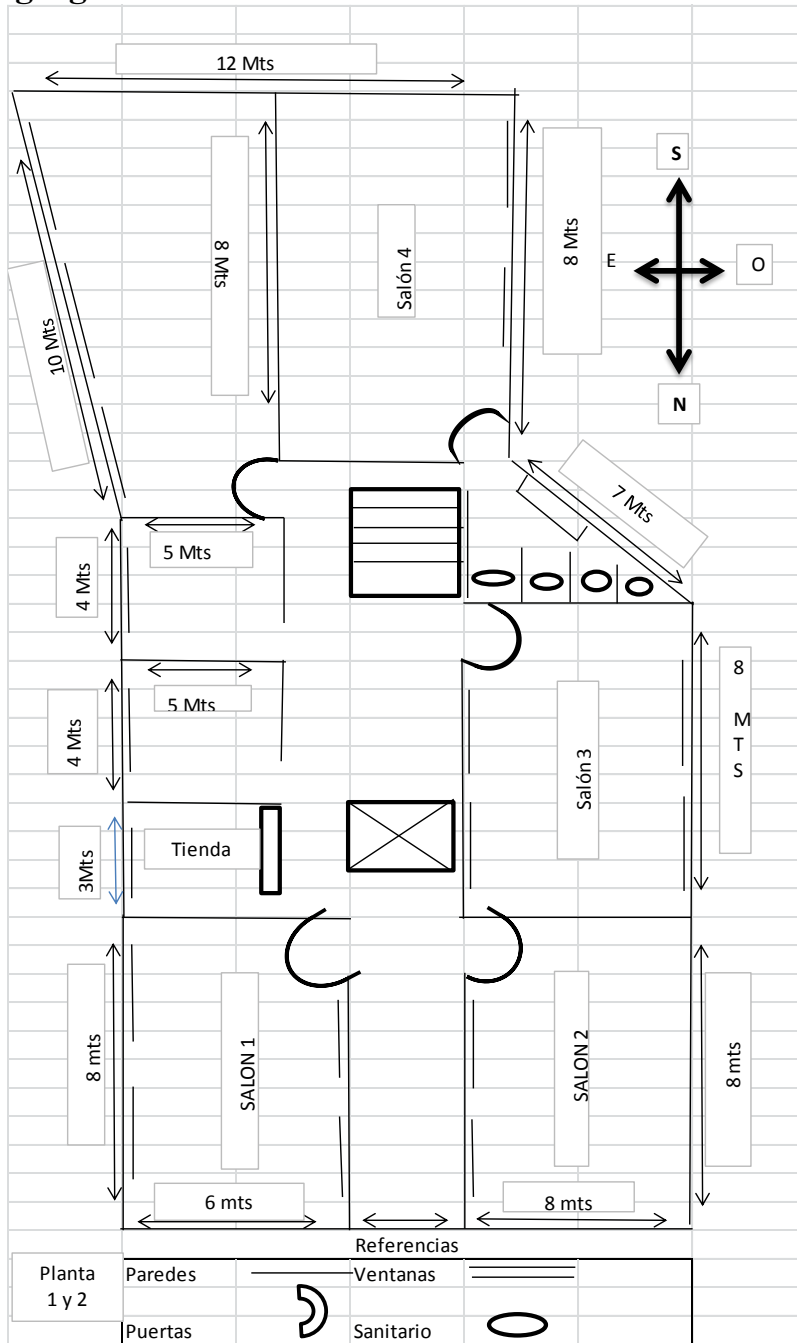 12 Mts
8 Mts
Salón 4
8 Mts
S
E
O
N
10 Mts
7 Mts
5 Mts
4 Mts
5 Mts
4 Mts
8
M
T
S
Salón 3
Tienda
3Mts
8 mts
SALON 1
SALON 2
8 mts
6 mts
8 mts
Referencias
Planta
1 y 2
Paredes
Ventanas
Puertas
Sanitario